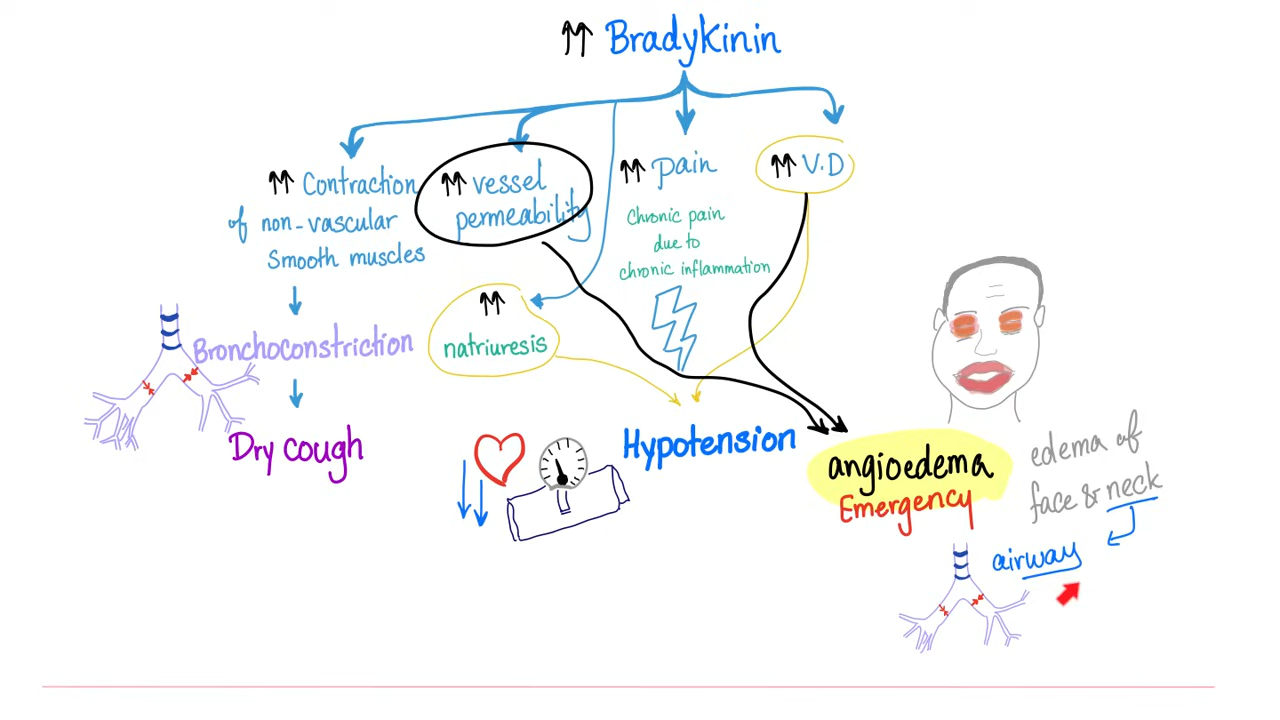 ⇈ Bradykinin
⇈ Contraction
of non-vascular
Smooth muscles
Bronchoconstriction
Dry cough
⇈ vessel
permeability
⇈
natriuresis
⇈ pain
Chronic pain
due to
chronic inflammation
⇈ V.D
Hypotension
angioedema
Emergency
edema of
face & neck
airway